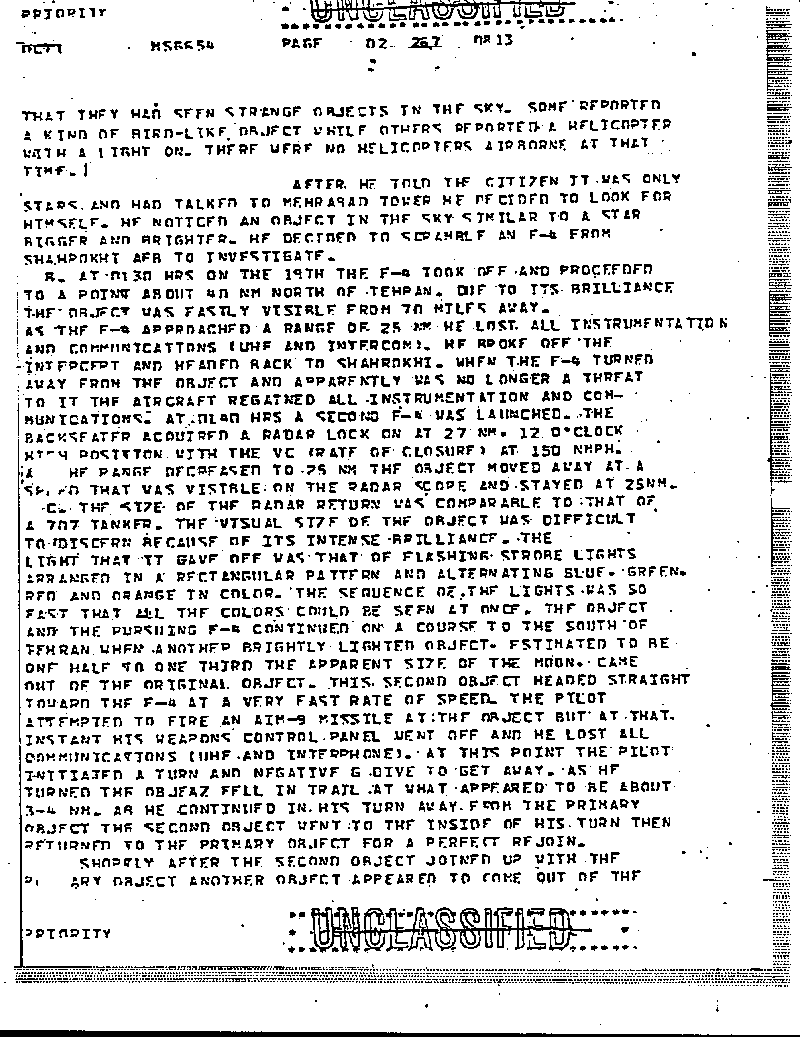 PRIORITY
UNCLASSIFIED
MSG654 PAGE 02 267 0813
THAT THEY HAD SEEN STRANGE OBJECTS IN THE SKY. SOME REPORTED
A KIND OF BIRD-LIKE OBJECT WHILE OTHERS REPORTED A HELICOPTER
WITH A LIGHT ON. THERE WERE NO HELICOPTERS AIRBORNE AT THAT
TIME.
AFTER HE TOLD THE CITIZEN IT WAS ONLY
STARS AND HAD TALKED TO MEHRABAD TOWER HE DECIDED TO LOOK FOR
HIMSELF. HE NOTICED AN OBJECT IN THE SKY SIMILAR TO A STAR
BIGGER AND BRIGHTER. HE DECIDED TO SCRAMBLE AN F-4 FROM
SHAHROKHI AFB TO INVESTIGATE.
B. AT 0130 HRS ON THE 19TH THE F-4 TOOK OFF AND PROCEEDED
TO A POINT ABOUT 40 NM NORTH OF TEHRAN. DUE TO ITS BRILLIANCE
THE OBJECT WAS EASILY VISIBLE FROM 70 MILES AWAY.
AS THE F-4 APPROACHED A RANGE OF 25 NM HE LOST ALL INSTRUMENTATION
AND COMMUNICATIONS (UHF AND INTERCOM). HE BROKE OFF THE
INTERCEPT AND HEADED BACK TO SHAHROKHI. WHEN THE F-4 TURNED
AWAY FROM THE OBJECT AND APPARENTLY WAS NO LONGER A THREAT
TO IT THE AIRCRAFT REGAINED ALL INSTRUMENTATION AND COM-
MUNICATIONS. AT 0140 HRS A SECOND F-4 WAS LAUNCHED. THE
BACKSEATER ACQUIRED A RADAR LOCK ON AT 27 NM. 12 O'CLOCK
HIGH POSITION WITH THE VC (RATE OF CLOSURE) AT 150 NMPH.
HE RANGE DECREASED TO 25 NM THE OBJECT MOVED AWAY AT A
SPEED THAT WAS VISIBLE ON THE RADAR SCOPE AND STAYED AT 25NM.
C. THE SIZE OF THE RADAR RETURN WAS COMPARABLE TO THAT OF
A 707 TANKER. THE VISUAL SIZE OF THE OBJECT WAS DIFFICULT
TO DISCERN BECAUSE OF ITS INTENSE BRILLIANCE. THE
LIGHT THAT IT GAVE OFF WAS THAT OF FLASHING STROBE LIGHTS
ARRANGED IN A RECTANGULAR PATTERN AND ALTERNATING BLUE. GREEN.
RED AND ORANGE IN COLOR. THE SEQUENCE OF THE LIGHTS WAS SO
FAST THAT ALL THE COLORS COULD BE SEEN AT ONCE. THE OBJECT
AND THE PURSUING F-4 CONTINUED ON A COURSE TO THE SOUTH OF
TEHRAN WHEN ANOTHER BRIGHTLY LIGHTED OBJECT. ESTIMATED TO BE
ONE HALF TO ONE THIRD THE APPARENT SIZE OF THE MOON. CAME
OUT OF THE ORIGINAL OBJECT. THIS SECOND OBJECT HEADED STRAIGHT
TOWARD THE F-4 AT A VERY FAST RATE OF SPEED. THE PILOT
ATTEMPTED TO FIRE AN AIM-9 MISSILE AT THE OBJECT BUT AT THAT
INSTANT HIS WEAPONS CONTROL PANEL WENT OFF AND HE LOST ALL
COMMUNICATIONS (UHF AND INTERPHONE). AT THIS POINT THE PILOT
INITIATED A TURN AND NEGATIVE G DIVE TO GET AWAY. AS HE
TURNED THE OBJEAZ FELL IN TRAIL AT WHAT APPEARED TO BE ABOUT
3-4 NM. AS HE CONTINUED IN HIS TURN AWAY FROM THE PRIMARY
OBJECT THE SECOND OBJECT WENT TO THE INSIDE OF HIS TURN THEN
RETURNED TO THE PRIMARY OBJECT FOR A PERFECT REJOIN.
SHORTLY AFTER THE SECOND OBJECT JOINED UP WITH THE
ARY OBJECT ANOTHER OBJECT APPEARED TO COME OUT OF THE
PRIORITY
UNCLASSIFIED